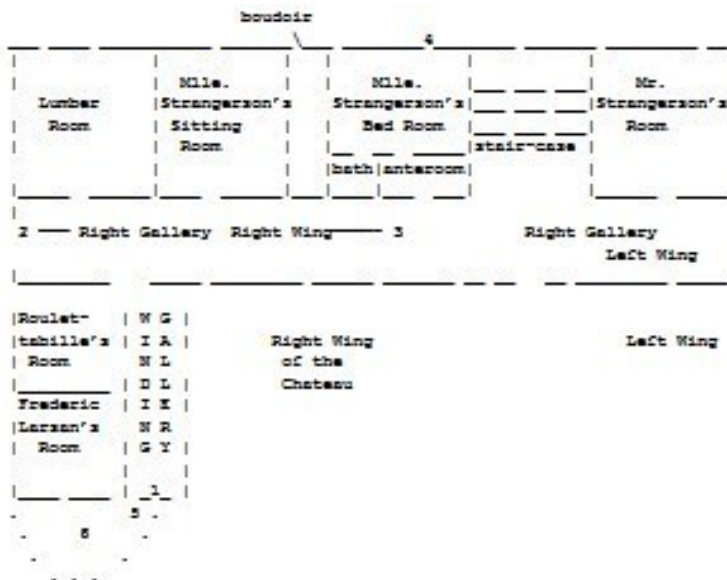 boudoir
4
Mlle. Mlle. Mr.
Lumber Strangerson's Strangerson's Strangerson's
Room Sitting Bed Room Room
Room stair-case
bath anteroom
2 Right Gallery Right Wing 3 Right Gallery
Left Wing
Roulet- W G
tabille's I A Right Wing Left Wing
Room N L of the
D L Chateau
Frederic I E
Larsan's N R
Room G Y
1
5
6